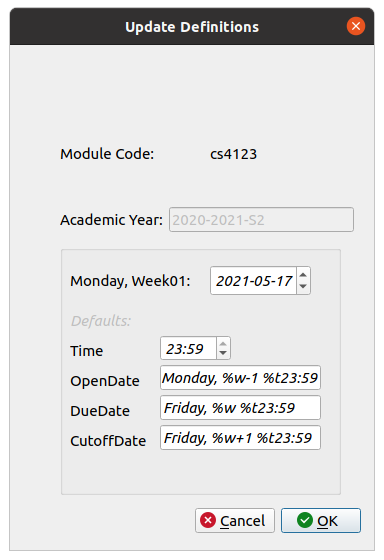 Update Definitions
Module Code: cs4123
Academic Year: 2020-2021-S2
Monday, Week01: 2021-05-17
Defaults:
Time 23:59
OpenDate Monday, %w-1 %t23:59
DueDate Friday, %w %t23:59
CutoffDate Friday, %w+1 %t23:59
Cancel OK